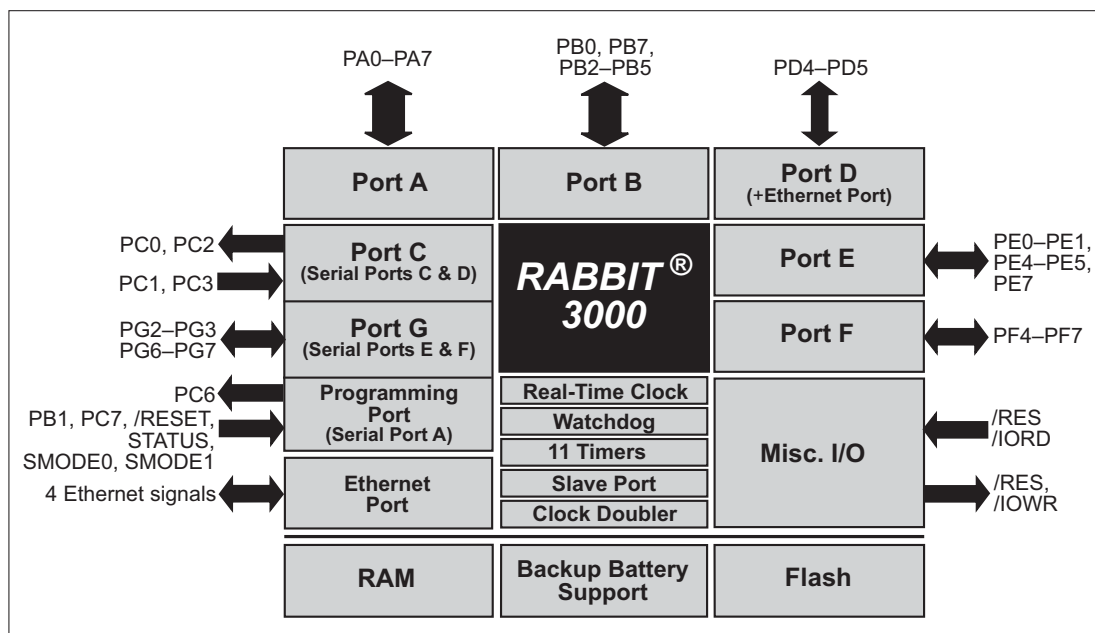 PA0–PA7
PB0, PB7,
PB2–PB5
PD4–PD5
Port A
Port B
Port D
(+Ethernet Port)
PC0, PC2
PC1, PC3
Port C
(Serial Ports C & D)
RABBIT ®
3000
Port E
PE0–PE1,
PE4–PE5,
PE7
PG2–PG3
PG6–PG7
Port G
(Serial Ports E & F)
Port F
PF4–PF7
PC6
PB1, PC7, /RESET,
STATUS,
SMODE0, SMODE1
Programming
Port
(Serial Port A)
Real-Time Clock
Watchdog
11 Timers
Slave Port
Clock Doubler
Misc. I/O
/RES
/IORD
/RES,
/IOWR
4 Ethernet signals
Ethernet
Port
RAM
Backup Battery
Support
Flash